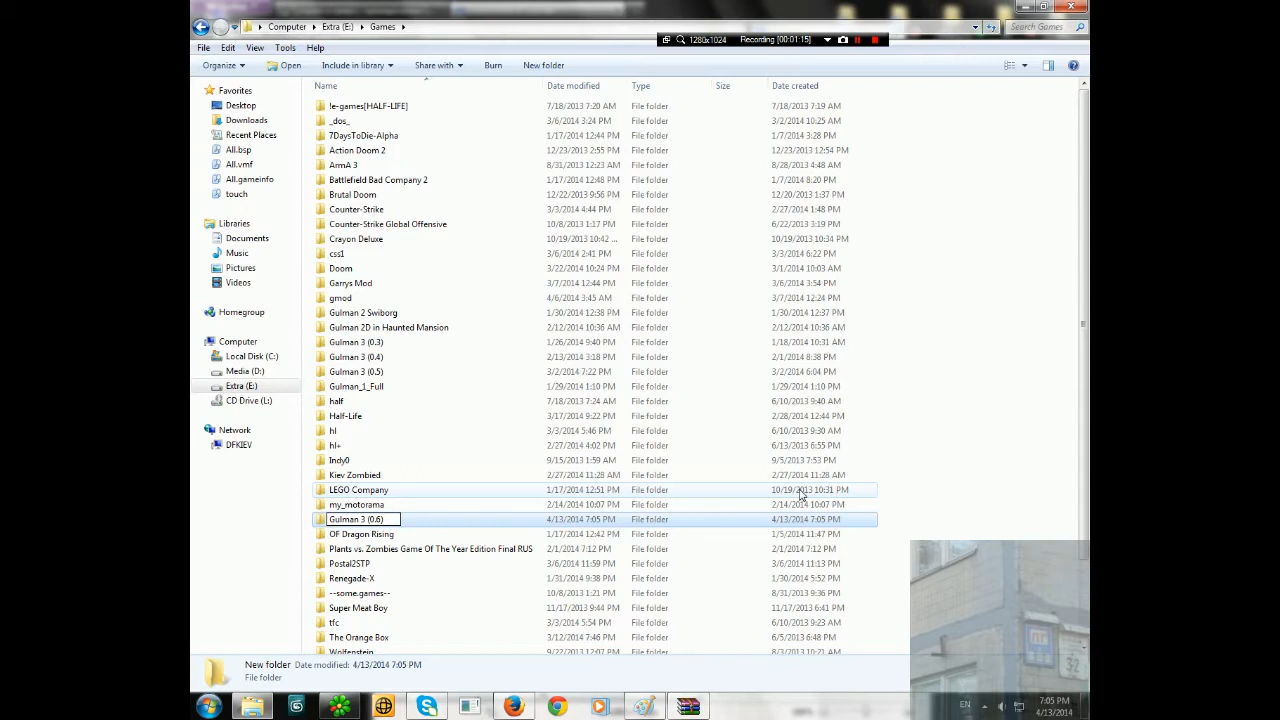 Computer Extra (E:) Games Search Games
File Edit View Tools Help 1280x1024 Recording [00:01:15]
Organize Open Include in library Share with Burn New folder
Favorites Name Date modified Type Size Date created
Desktop !e-games[HALF-LIFE] 7/18/2013 7:20 AM File folder 7/18/2013 7:19 AM
Downloads _dos_ 3/6/2014 3:24 PM File folder 3/2/2014 10:25 AM
Recent Places 7DaysToDie-Alpha 1/17/2014 12:44 PM File folder 1/7/2014 3:28 PM
All.bsp Action Doom 2 12/23/2013 2:55 PM File folder 12/23/2013 12:54 PM
All.vmf ArmA 3 8/31/2013 12:23 AM File folder 8/28/2013 4:48 AM
All.gameinfo Battlefield Bad Company 2 1/17/2014 12:48 PM File folder 1/7/2014 8:20 PM
touch Brutal Doom 12/22/2013 9:56 PM File folder 12/20/2013 1:37 PM
Counter-Strike 3/3/2014 4:44 PM File folder 2/27/2014 1:48 PM
Libraries Counter-Strike Global Offensive 10/8/2013 1:17 PM File folder 6/22/2013 3:19 PM
Documents Crayon Deluxe 10/19/2013 10:42 ... File folder 10/19/2013 10:34 PM
Music css1 3/6/2014 2:41 PM File folder 3/3/2014 6:22 PM
Pictures Doom 3/22/2014 10:24 PM File folder 3/1/2014 10:03 AM
Videos Garrys Mod 3/7/2014 12:44 PM File folder 3/6/2014 3:54 PM
gmod 4/6/2014 3:45 AM File folder 3/7/2014 12:24 PM
Homegroup Gulman 2 Swiborg 1/30/2014 12:38 PM File folder 1/30/2014 12:37 PM
Gulman 2D in Haunted Mansion 2/12/2014 10:36 AM File folder 2/12/2014 10:36 AM
Computer Gulman 3 (0.3) 1/26/2014 9:40 PM File folder 1/18/2014 10:31 AM
Local Disk (C:) Gulman 3 (0.4) 2/13/2014 3:18 PM File folder 2/1/2014 8:38 PM
Media (D:) Gulman 3 (0.5) 3/2/2014 7:22 PM File folder 3/2/2014 6:04 PM
Extra (E:) Gulman_1_Full 1/29/2014 1:10 PM File folder 1/29/2014 1:10 PM
CD Drive (L:) half 7/18/2013 7:24 AM File folder 6/10/2013 9:40 AM
Half-Life 3/17/2014 9:22 PM File folder 2/28/2014 12:44 PM
Network hl 3/3/2014 5:46 PM File folder 6/10/2013 9:30 AM
DFKIEV hl+ 2/27/2014 4:02 PM File folder 6/13/2013 6:55 PM
Indy0 9/15/2013 1:59 AM File folder 9/5/2013 7:53 PM
Kiev Zombied 2/27/2014 11:28 AM File folder 2/27/2014 11:28 AM
LEGO Company 1/17/2014 12:51 PM File folder 10/19/2013 10:31 PM
my_motorama 2/14/2014 10:07 PM File folder 2/14/2014 10:07 PM
Gulman 3 (0.6) 4/13/2014 7:05 PM File folder 4/13/2014 7:05 PM
OF Dragon Rising 1/17/2014 12:42 PM File folder 1/5/2014 11:47 PM
Plants vs. Zombies Game Of The Year Edition Final RUS 2/1/2014 7:12 PM File folder 2/1/2014 7:12 PM
Postal2STP 3/6/2014 11:59 PM File folder 3/6/2014 11:13 PM
Renegade-X 1/31/2014 9:38 PM File folder 1/30/2014 5:52 PM
--some.games-- 10/8/2013 1:21 PM File folder 8/31/2013 9:36 PM
Super Meat Boy 11/17/2013 9:44 PM File folder 11/17/2013 6:41 PM
tfc 3/3/2014 5:54 PM File folder 6/10/2013 9:23 AM
The Orange Box 3/12/2014 7:46 PM File folder 6/5/2013 6:48 PM
Wolfenstein 9/22/2013 12:07 PM File folder 8/3/2013 10:21 AM
New folder Date modified: 4/13/2014 7:05 PM
File folder
EN 7:05 PM
4/13/2014